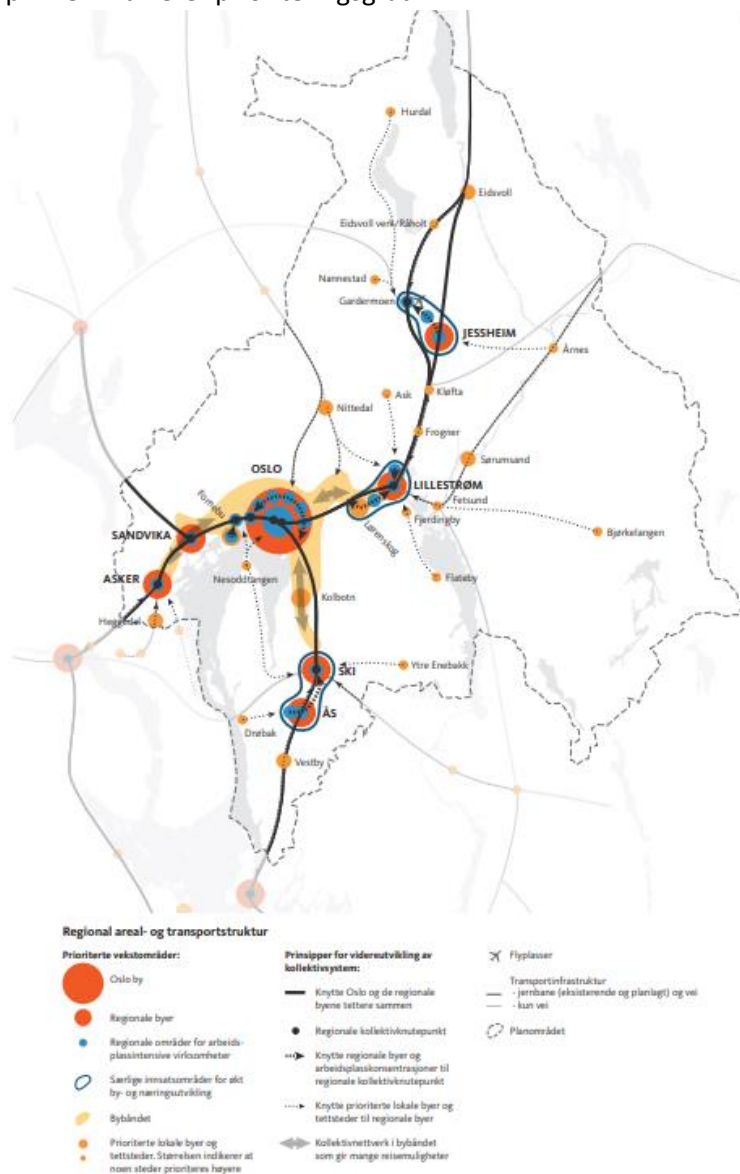 Hurdal
Eidsvoll
Eidsvoll verk/Råholt
Nannestad
Gardermoen
JESSHEIM
Årnes
Ask
Kløfta
Nittedal
Frogner
OSLO
Sørumsand
LILLESTRØM
Fetsund
Fornebu
Lørenskog
Fjerdingby
Bjørkelangen
SANDVIKA
ASKER
Nesoddtangen
Flateby
Heggedal
Kolbotn
SKI
Ytre Enebakk
ÅS
Drøbak
Vestby
Regional areal- og transportstruktur
Prioriterte vekstområder:
Oslo by
Regionale byer
Regionale områder for arbeids-
plassintensive virksomheter
Særlige innsatsområder for økt
by- og næringsutvikling
Bybåndet
Prioriterte lokale byer og
tettsteder. Størrelsen indikerer at
noen steder prioriteres høyere
Prinsipper for videreutvikling av
kollektivsystem:
Knytte Oslo og de regionale
byene tettere sammen
Regionale kollektivknutepunkt
Knytte regionale byer og
arbeidsplasskonsentrasjoner til
regionale kollektivknutepunkt
Knytte prioriterte lokale byer og
tettsteder til regionale byer
Kollektivnettverk i bybåndet
som gir mange reisemuligheter
Flyplasser
Transportinfrastruktur
- jernbane (eksisterende og planlagt) og vei
- kun vei
Planområdet